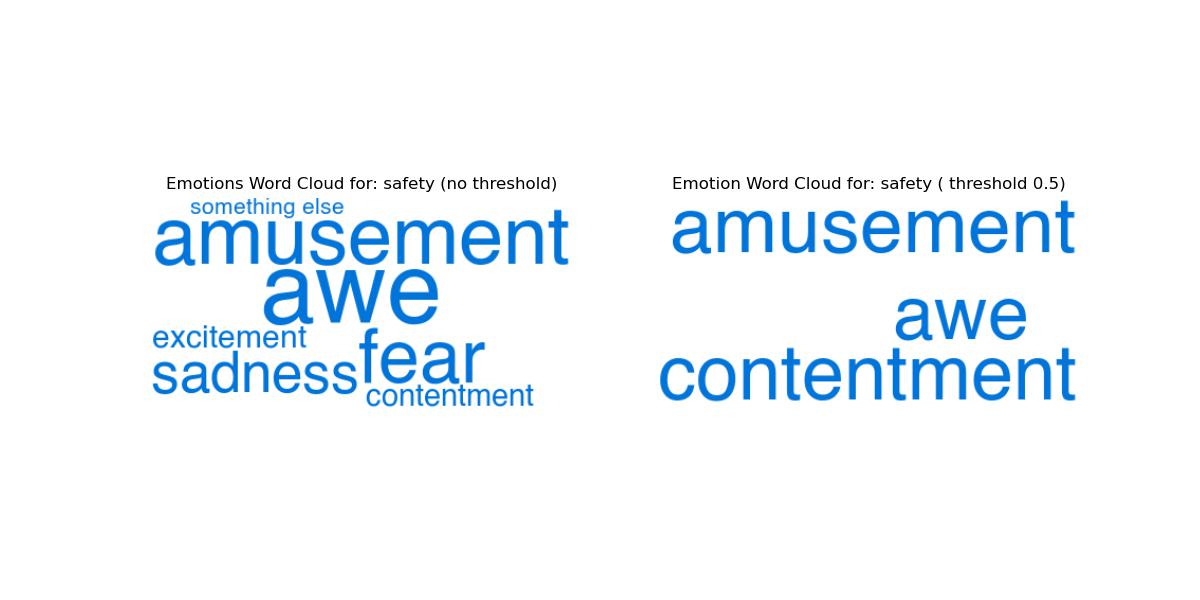 Emotions Word Cloud for: safety (no threshold)
something else
amusement
awe
excitement
fear
sadness
contentment
Emotion Word Cloud for: safety ( threshold 0.5)
amusement
awe
contentment